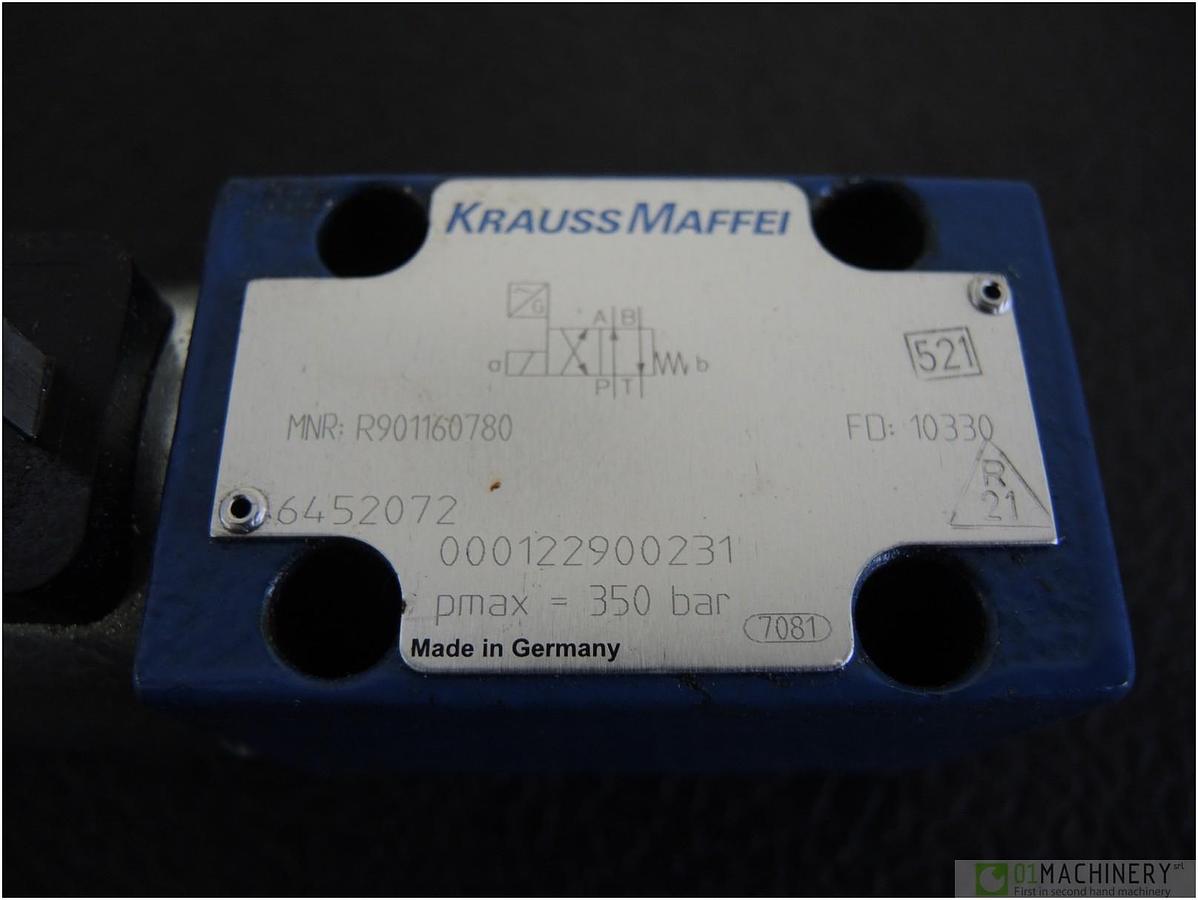 KRAUSSMAFFEI
G
A B
a b
P T
521
MNR: R901160780 FD: 10330
R
21
6452072
000122900231
pmax = 350 bar
7081
Made in Germany
01MACHINERY srl
First in second hand machinery